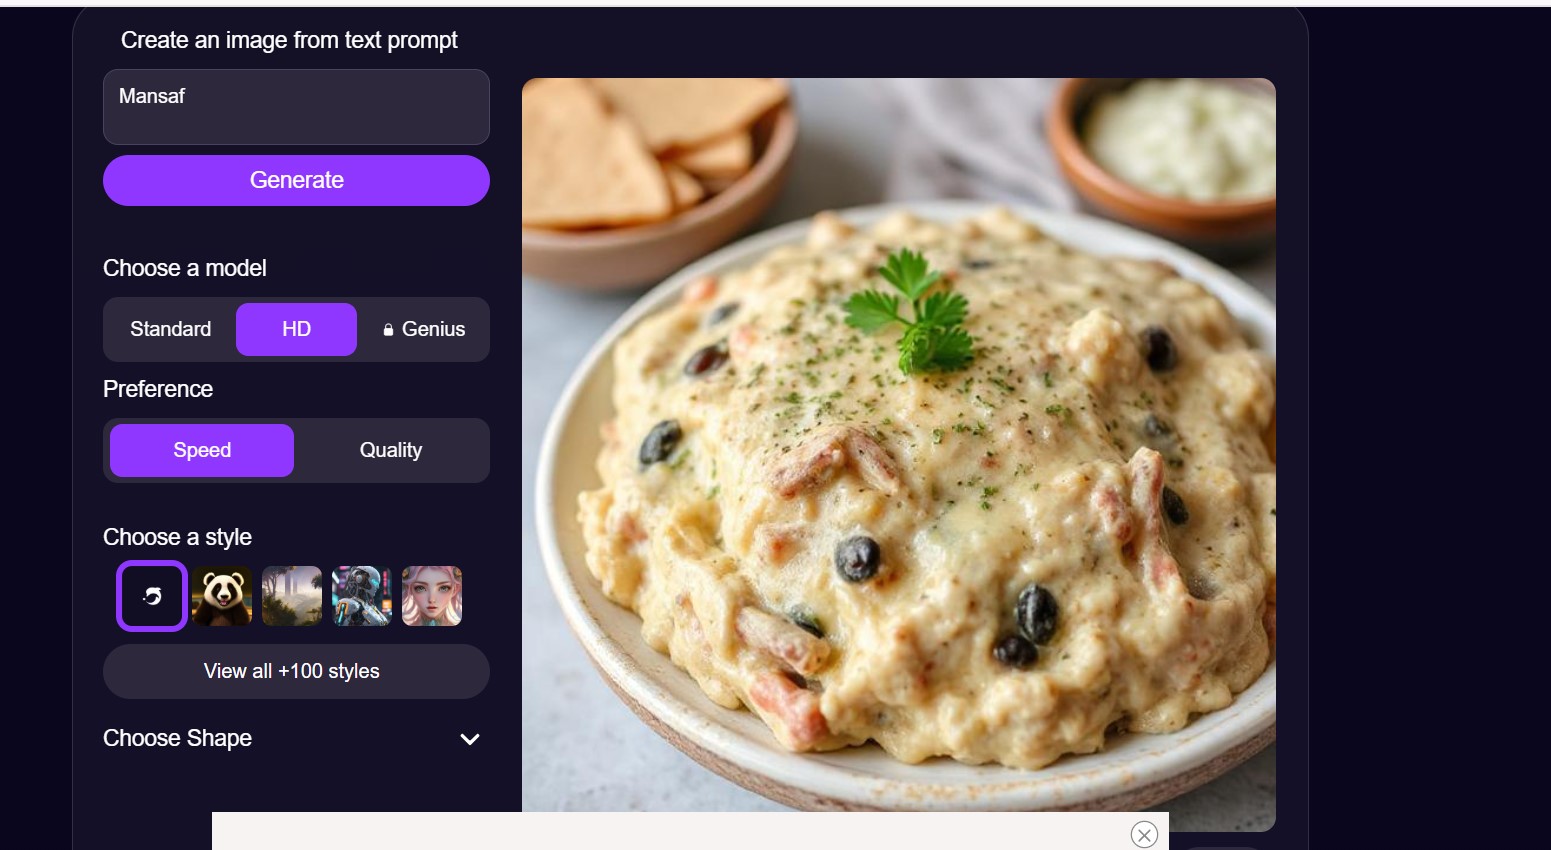 Create an image from text prompt
Mansaf
Generate
Choose a model
Standard
HD
Genius
Preference
Speed
Quality
Choose a style
View all +100 styles
Choose Shape